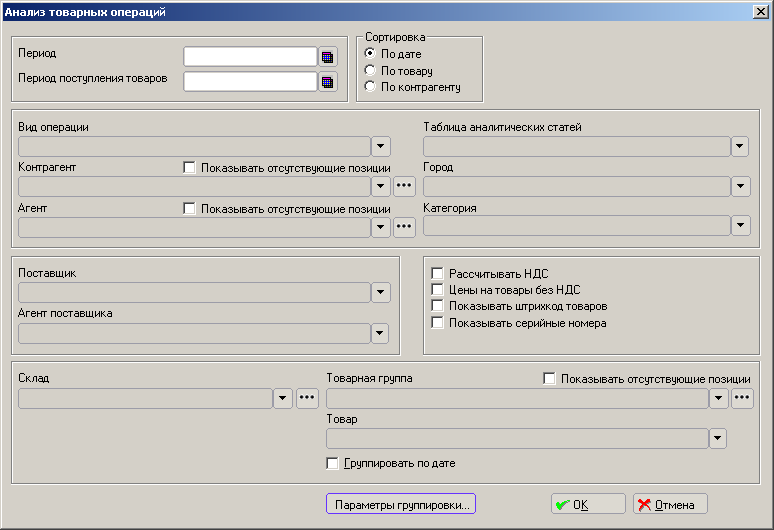 Анализ товарных операций
Период
Период поступления товаров
Сортировка
По дате
По товару
По контрагенту
Вид операции
Таблица аналитических статей
Контрагент
Показывать отсутствующие позиции
Город
Агент
Показывать отсутствующие позиции
Категория
Поставщик
Агент поставщика
Рассчитывать НДС
Цены на товары без НДС
Показывать штрихкод товаров
Показывать серийные номера
Склад
Товарная группа
Показывать отсутствующие позиции
Товар
Группировать по дате
Параметры группировки...
OK
Отмена